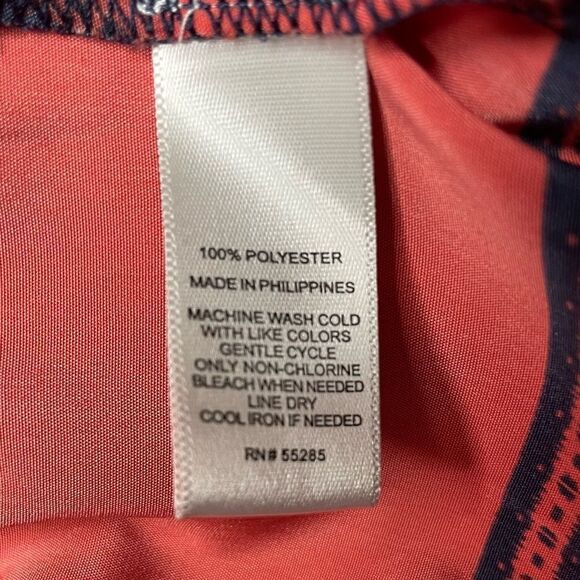 100% POLYESTER
MADE IN PHILIPPINES
MACHINE WASH COLD
WITH LIKE COLORS
GENTLE CYCLE
ONLY NON-CHLORINE
BLEACH WHEN NEEDED
LINE DRY
COOL IRON IF NEEDED
RN# 55285